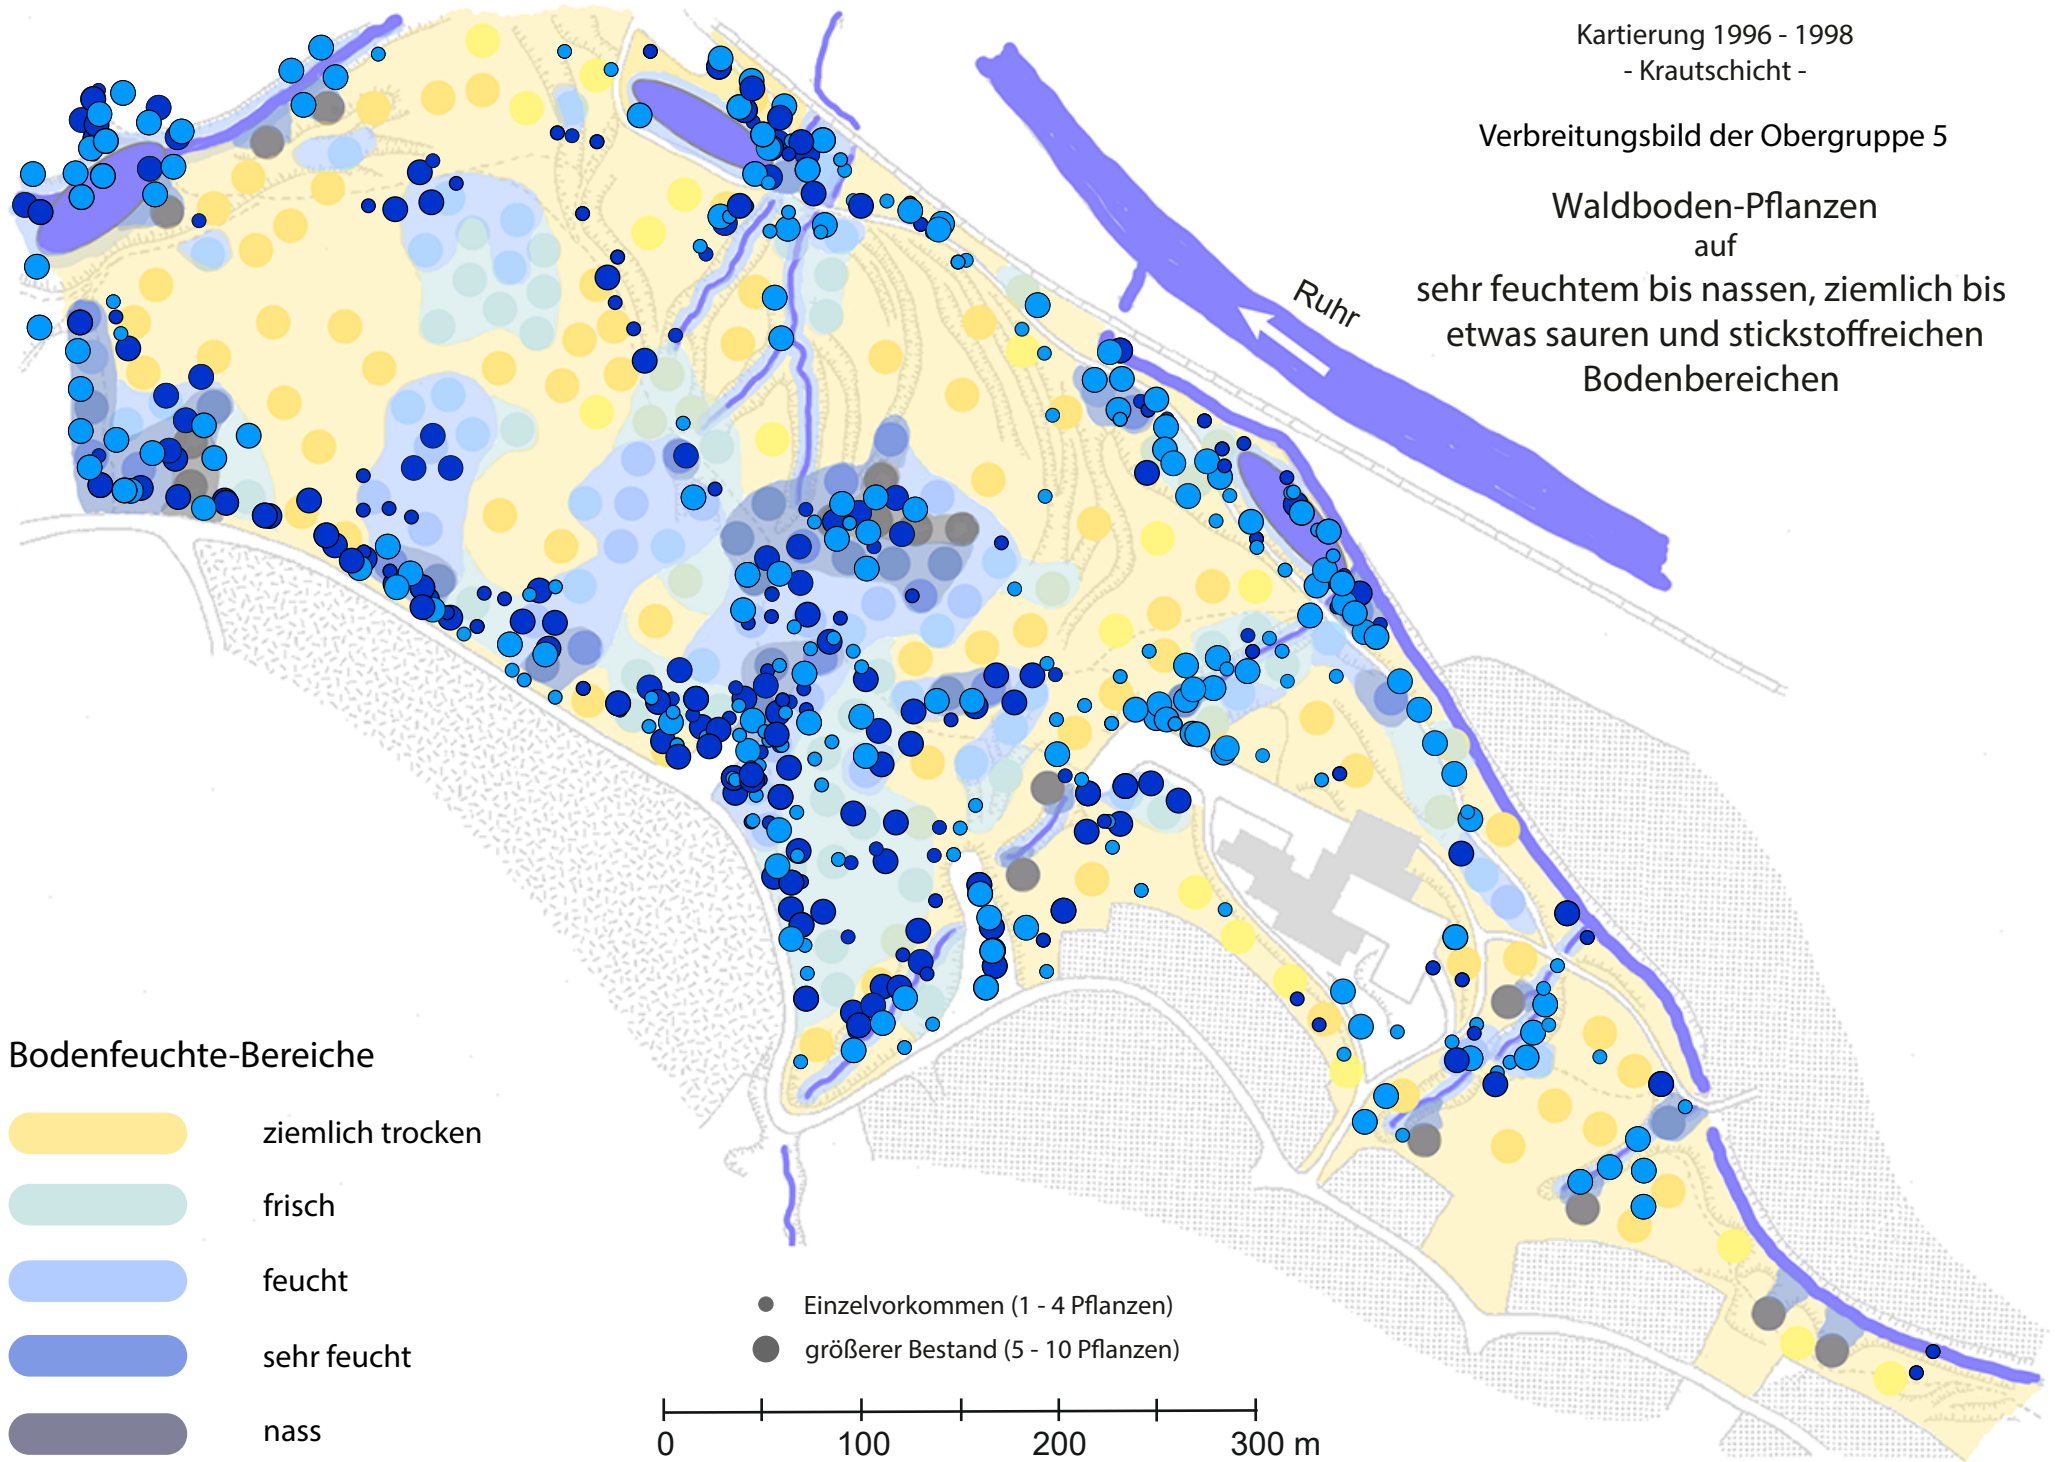 Kartierung 1996 - 1998
- Krautschicht -
Verbreitungsbild der Obergruppe 5
Waldboden-Pflanzen
auf
sehr feuchtem bis nassen, ziemlich bis
etwas sauren und stickstoffreichen
Bodenbereichen
Ruhr
Bodenfeuchte-Bereiche
ziemlich trocken
frisch
feucht
sehr feucht
nass
Einzelvorkommen (1 - 4 Pflanzen)
größerer Bestand (5 - 10 Pflanzen)
0 100 200 300 m